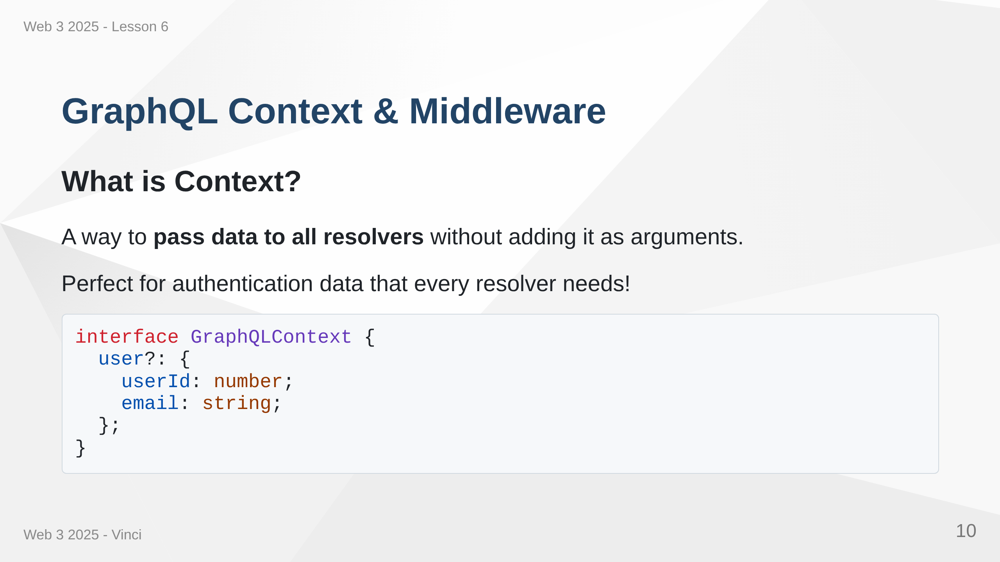 Web 3 2025 - Lesson 6
GraphQL Context & Middleware
What is Context?
A way to pass data to all resolvers without adding it as arguments.
Perfect for authentication data that every resolver needs!
interface GraphQLContext {
  user?: {
    userId: number;
    email: string;
  };
}
Web 3 2025 - Vinci
10